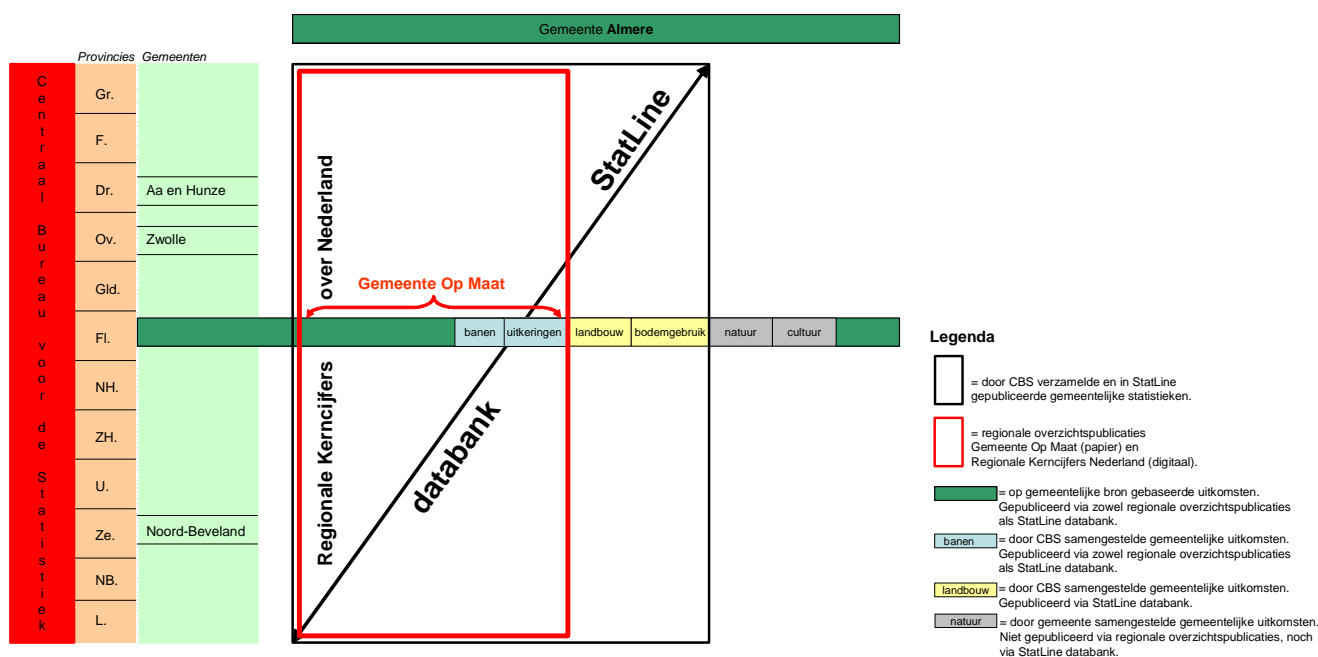 Gemeente Almere
Provincies Gemeenten
Centraal Bureau voor de Statistiek
Gr.
F.
Dr.
Aa en Hunze
Ov.
Zwolle
Gld.
Fl.
NH.
ZH.
U.
Ze.
Noord-Beveland
NB.
L.
Regionale Kerncijfers over Nederland
databank StatLine
Gemeente Op Maat
banen uitkeringen landbouw bodemgebruik natuur cultuur
Legenda
= door CBS verzamelde en in StatLine
gepubliceerde gemeentelijke statistieken.
= regionale overzichtspublicaties
Gemeente Op Maat (papier) en
Regionale Kerncijfers Nederland (digitaal).
= op gemeentelijke bron gebaseerde uitkomsten.
Gepubliceerd via zowel regionale overzichtspublicaties
als StatLine databank.
banen = door CBS samengestelde gemeentelijke uitkomsten.
Gepubliceerd via zowel regionale overzichtspublicaties
als StatLine databank.
landbouw = door CBS samengestelde gemeentelijke uitkomsten.
Gepubliceerd via StatLine databank.
natuur = door gemeente samengestelde gemeentelijke uitkomsten.
Niet gepubliceerd via regionale overzichtspublicaties, noch
via StatLine databank.